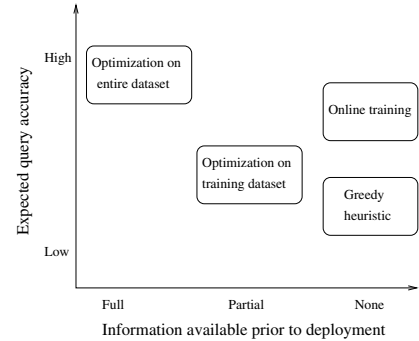 Expected query accuracy
High
Low
Optimization on
entire dataset
Optimization on
training dataset
Online training
Greedy
heuristic
Full
Partial
None
Information available prior to deployment